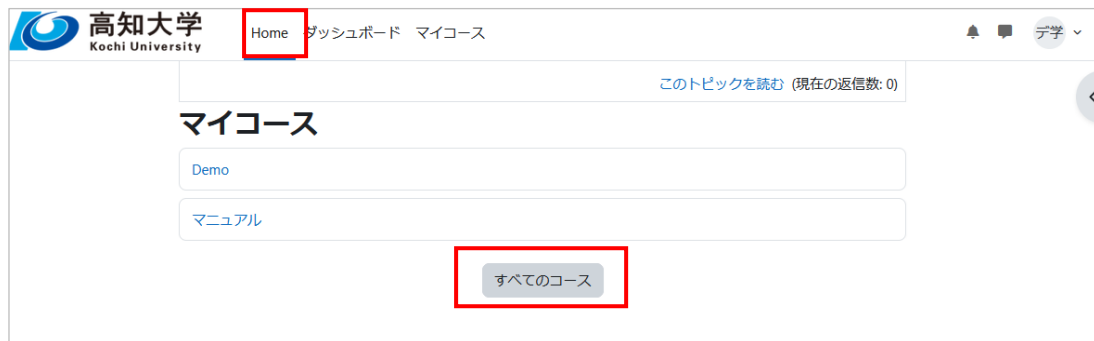 高知大学
Kochi University
Home ダッシュボード マイコース
デ学
このトピックを読む (現在の返信数: 0)
マイコース
Demo
マニュアル
すべてのコース